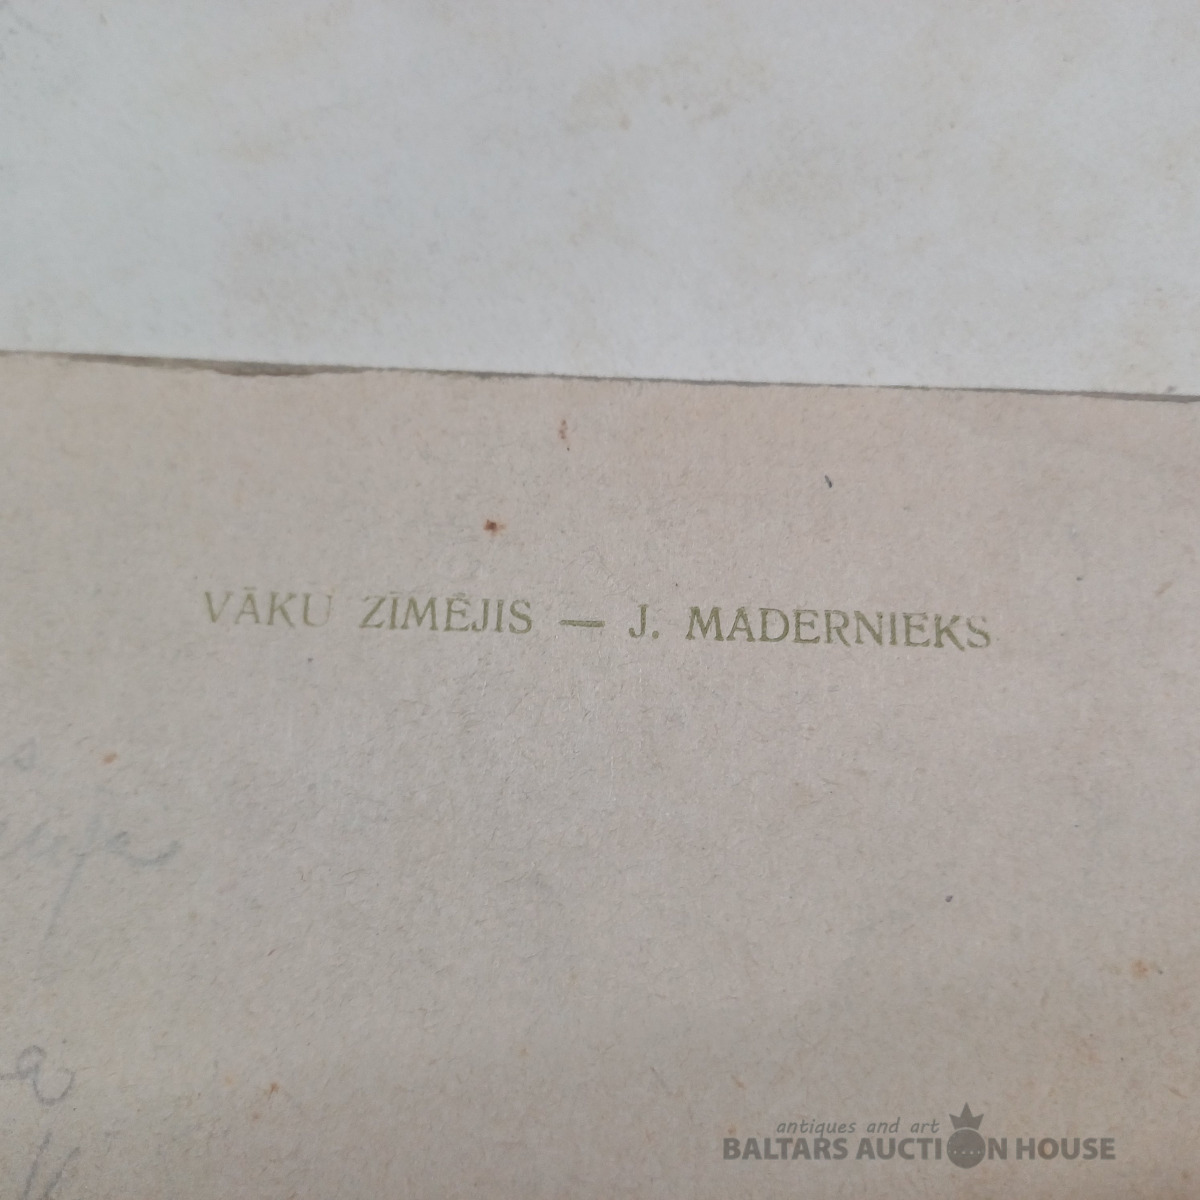 VĀKU ZĪMĒJIS — J. MADERNIEKS
antiques and art
BALTARS AUCTION HOUSE